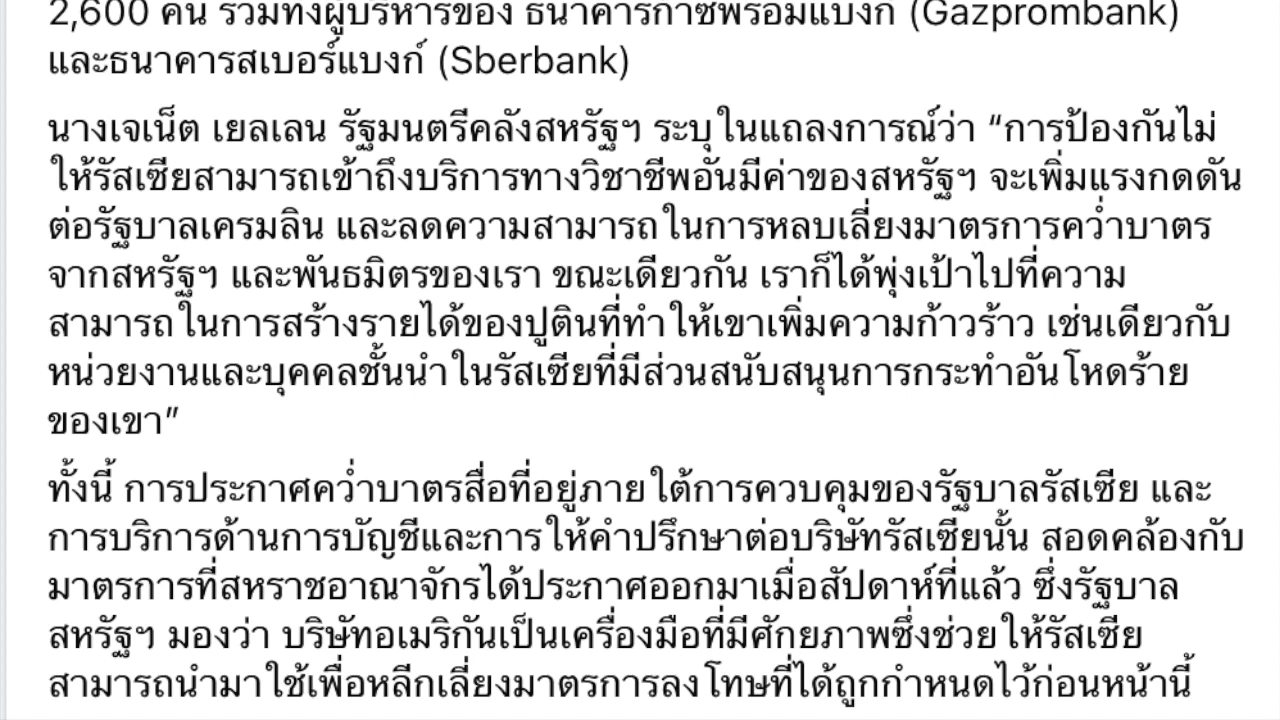 2,600 คน รวมทั้งผู้บริหารของ ธนาคารก๊าซพรอมแบงก์ (Gazprombank)
และธนาคารสเบอร์แบงก์ (Sberbank)
นางเจเน็ต เยลเลน รัฐมนตรีคลังสหรัฐฯ ระบุในแถลงการณ์ว่า “การป้องกันไม่
ให้รัสเซียสามารถเข้าถึงบริการทางวิชาชีพอันมีค่าของสหรัฐฯ จะเพิ่มแรงกดดัน
ต่อรัฐบาลเครมลิน และลดความสามารถในการหลบเลี่ยงมาตรการคว่ำบาตร
จากสหรัฐฯ และพันธมิตรของเรา ขณะเดียวกัน เราก็ได้พุ่งเป้าไปที่ความ
สามารถในการสร้างรายได้ของปูตินที่ทำให้เขาเพิ่มความก้าวร้าว เช่นเดียวกับ
หน่วยงานและบุคคลชั้นนำในรัสเซียที่มีส่วนสนับสนุนการกระทำอันโหดร้าย
ของเขา”
ทั้งนี้ การประกาศคว่ำบาตรสื่อที่อยู่ภายใต้การควบคุมของรัฐบาลรัสเซีย และ
การบริการด้านการบัญชีและการให้คำปรึกษาต่อบริษัทรัสเซียนั้น สอดคล้องกับ
มาตรการที่สหราชอาณาจักรได้ประกาศออกมาเมื่อสัปดาห์ที่แล้ว ซึ่งรัฐบาล
สหรัฐฯ มองว่า บริษัทอเมริกันเป็นเครื่องมือที่มีศักยภาพซึ่งช่วยให้รัสเซีย
สามารถนำมาใช้เพื่อหลีกเลี่ยงมาตรการลงโทษที่ได้ถูกกำหนดไว้ก่อนหน้านี้